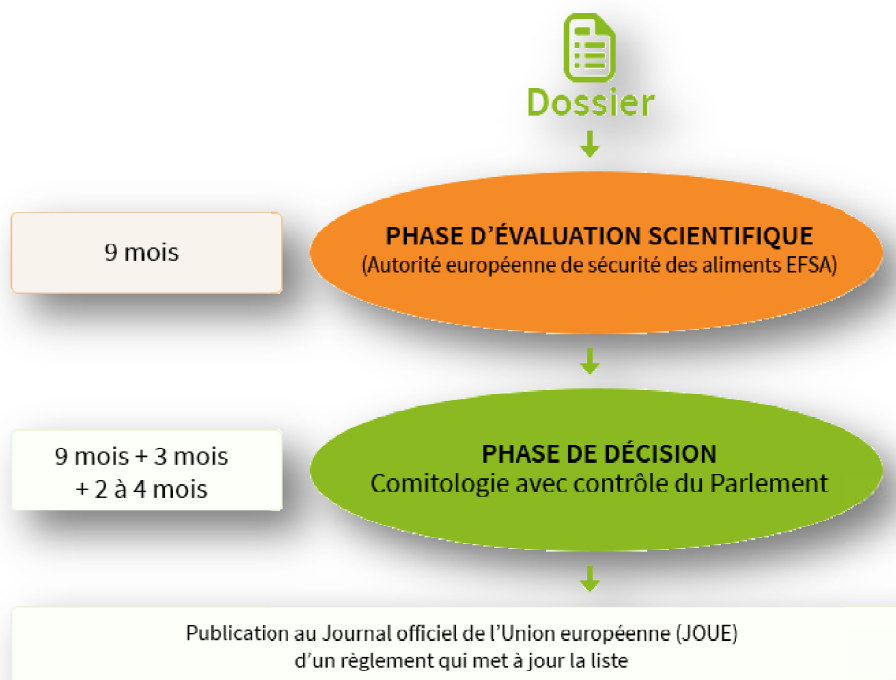 Dossier
9 mois
PHASE D’ÉVALUATION SCIENTIFIQUE
(Autorité européenne de sécurité des aliments EFSA)
9 mois + 3 mois
+ 2 à 4 mois
PHASE DE DÉCISION
Comitologie avec contrôle du Parlement
Publication au Journal officiel de l’Union européenne (JOUE)
d’un règlement qui met à jour la liste